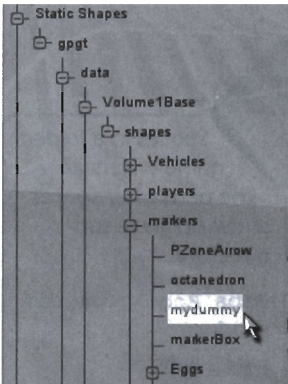 Static Shapes
gpgt
data
Volume1Base
shapes
Vehicles
players
markers
PZoneArrow
octahedron
mydummy
markerBox
Eggs